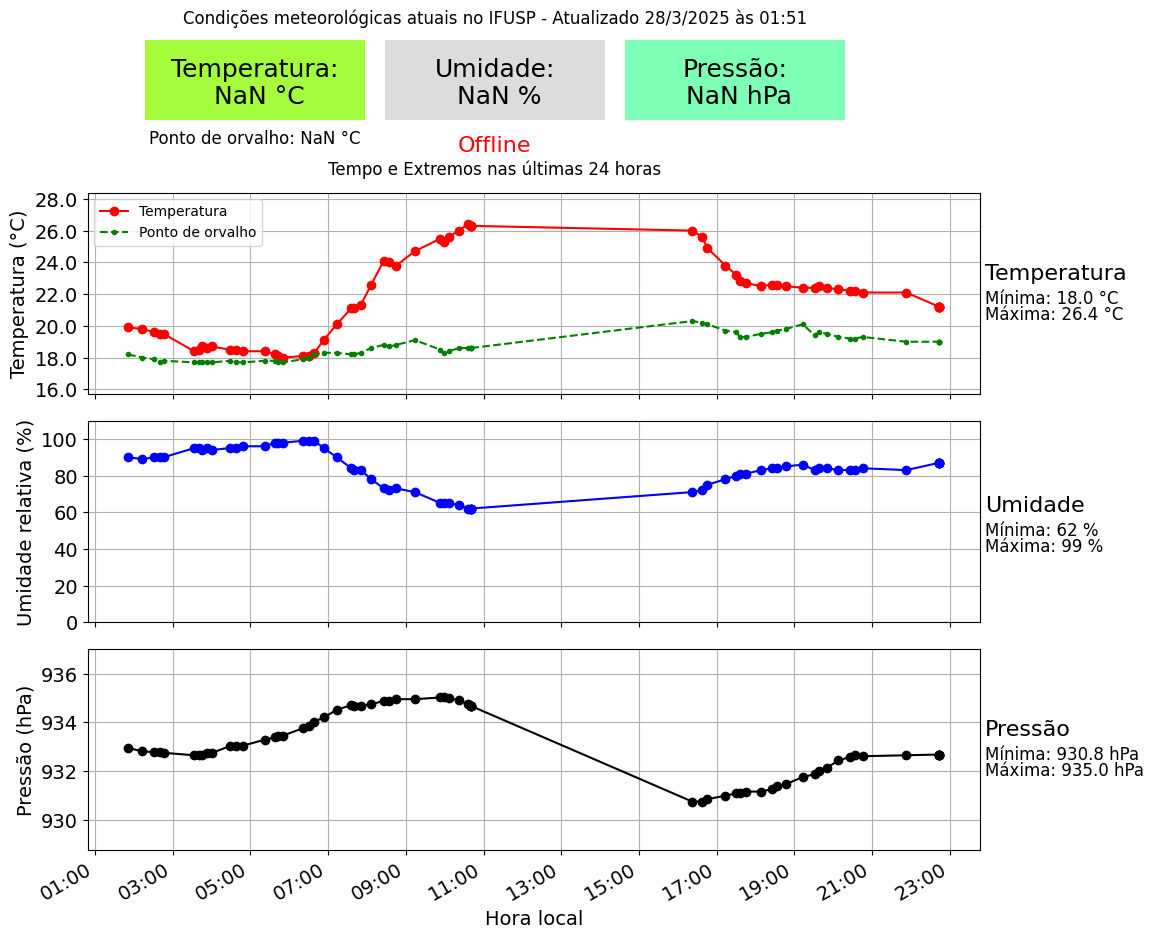 Condições meteorológicas atuais no IFUSP - Atualizado 28/3/2025 às 01:51
Temperatura:
NaN °C
Umidade:
NaN %
Pressão:
NaN hPa
Ponto de orvalho: NaN °C
Offline
Tempo e Extremos nas últimas 24 horas
Temperatura (°C)
28.0
26.0
24.0
22.0
20.0
18.0
16.0
Temperatura
Ponto de orvalho
Temperatura
Mínima: 18.0 °C
Máxima: 26.4 °C
Umidade relativa (%)
100
80
60
40
20
0
Umidade
Mínima: 62 %
Máxima: 99 %
Pressão (hPa)
936
934
932
930
Pressão
Mínima: 930.8 hPa
Máxima: 935.0 hPa
01:00
03:00
05:00
07:00
09:00
11:00
13:00
15:00
17:00
19:00
21:00
23:00
Hora local